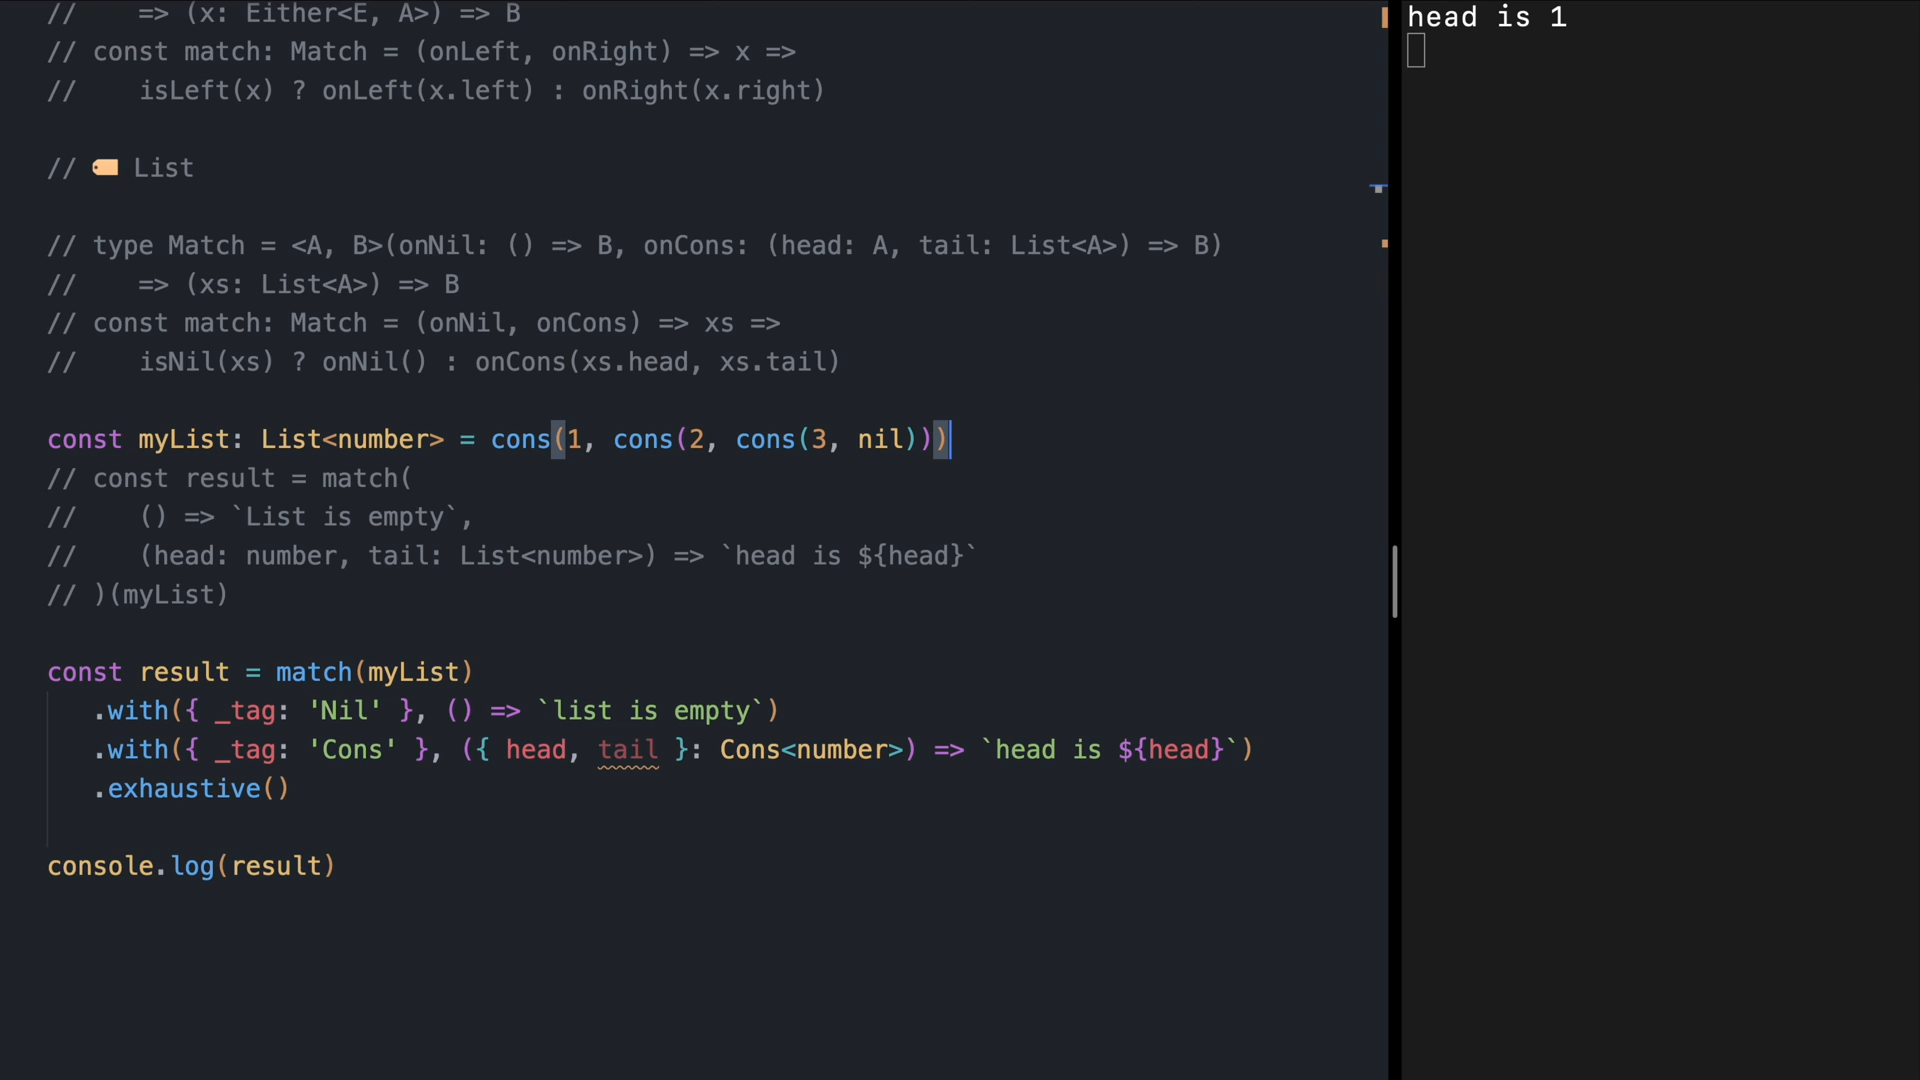 //    => (x: Either<E, A>) => B
// const match: Match = (onLeft, onRight) => x =>
//    isLeft(x) ? onLeft(x.left) : onRight(x.right)
// List
// type Match = <A, B>(onNil: () => B, onCons: (head: A, tail: List<A>) => B)
//    => (xs: List<A>) => B
// const match: Match = (onNil, onCons) => xs =>
//    isNil(xs) ? onNil() : onCons(xs.head, xs.tail)
const myList: List<number> = cons(1, cons(2, cons(3, nil)))
// const result = match(
//    () => `List is empty`,
//    (head: number, tail: List<number>) => `head is ${head}`
// )(myList)
const result = match(myList)
   .with({ _tag: 'Nil' }, () => `list is empty`)
   .with({ _tag: 'Cons' }, ({ head, tail }: Cons<number>) => `head is ${head}`)
   .exhaustive()
console.log(result)
head is 1